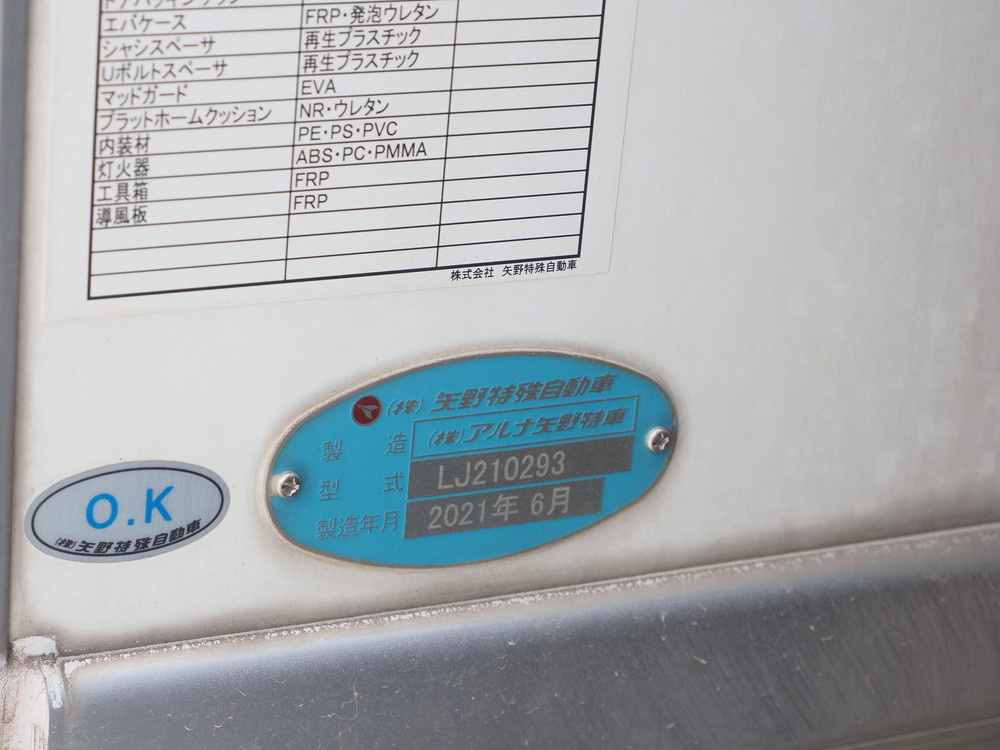 エバケース FRP・発泡ウレタン
シャシスペーサ 再生プラスチック
Uボルトスペーサ 再生プラスチック
マッドガード EVA
プラットホームクッション NR・ウレタン
内装材 PE・PS・PVC
灯火器 ABS・PC・PMMA
工具箱 FRP
導風板 FRP
株式会社 矢野特殊自動車
(株) 矢野特殊自動車
製造 (株)アルナ矢野特車
型式 LJ210293
製造年月 2021年 6月
O.K
(株)矢野特殊自動車